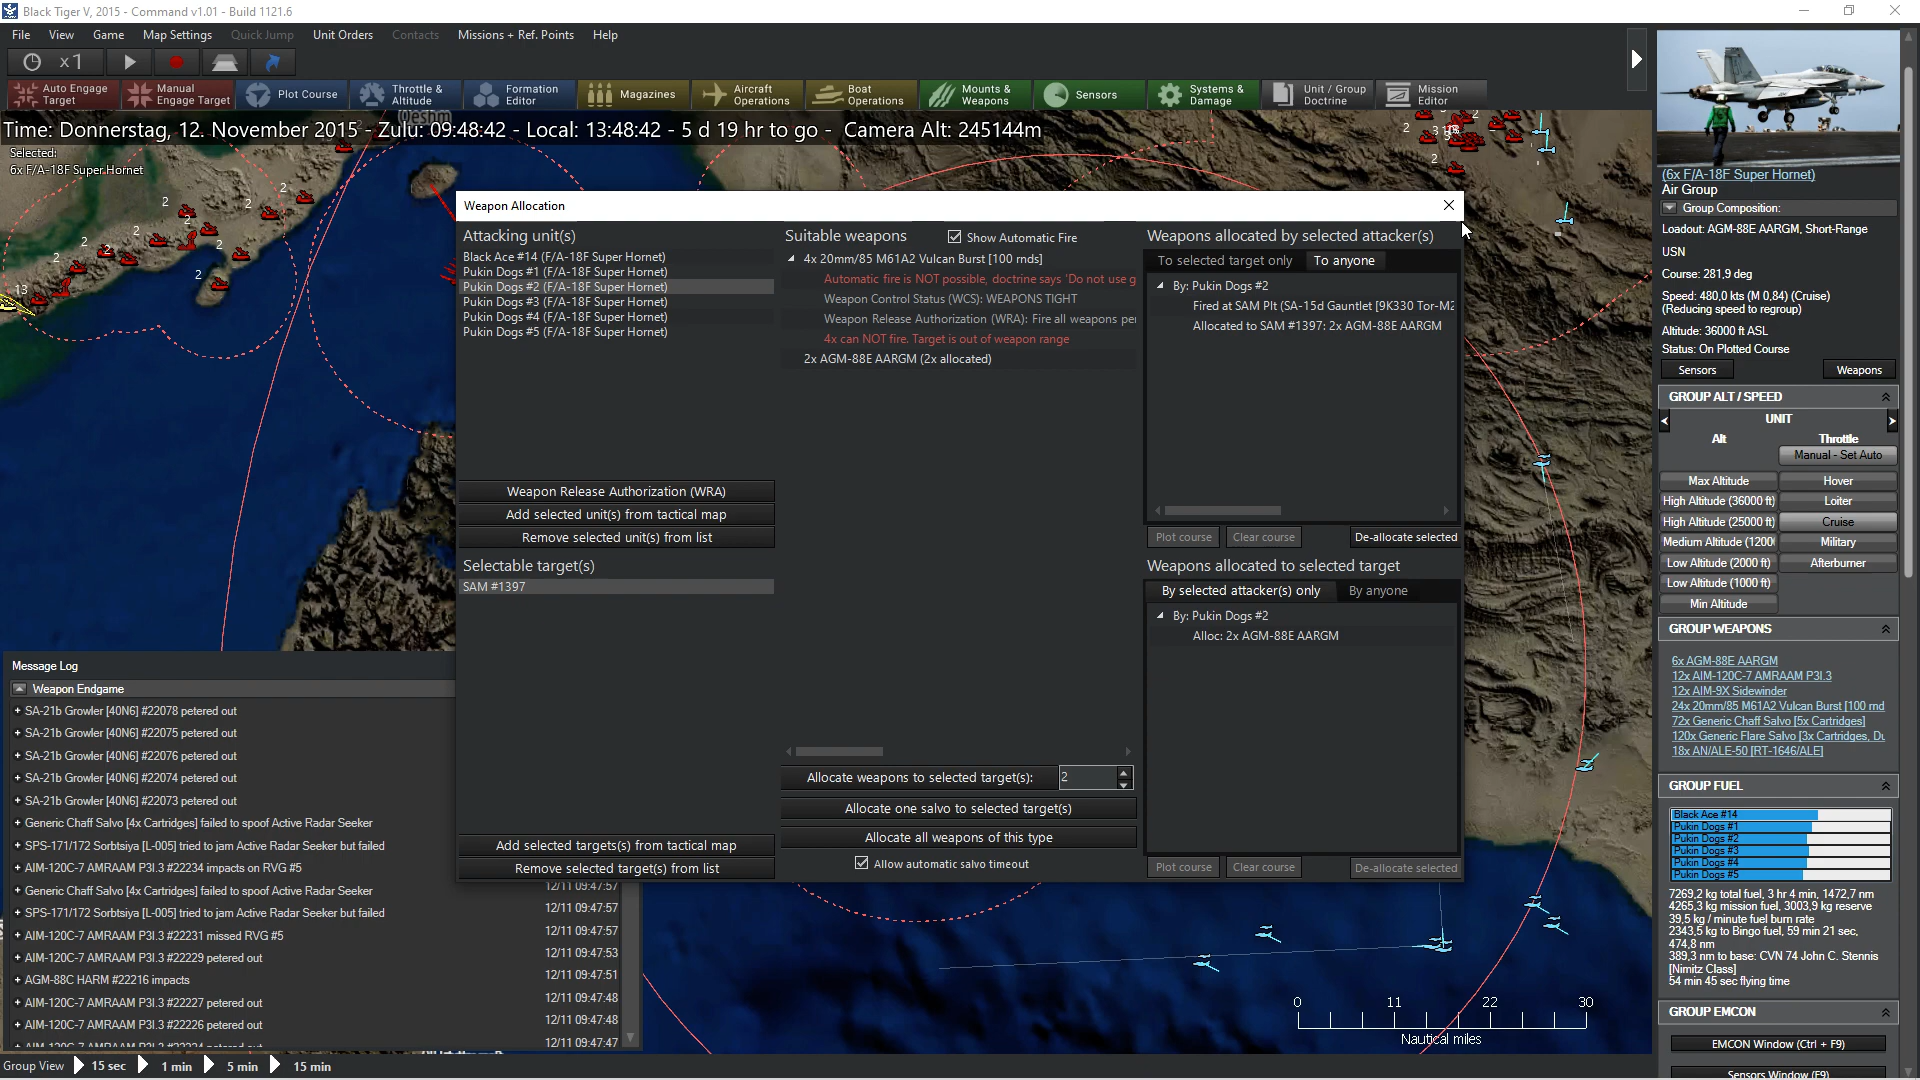 Black Tiger V, 2015 - Command v1.01 - Build 1121.6
File View Game Map Settings Quick Jump Unit Orders Contacts Missions + Ref. Points Help
x1
Auto Engage Target
Manual Engage Target
Plot Course
Throttle & Altitude
Formation Editor
Magazines
Aircraft Operations
Boat Operations
Mounts & Weapons
Sensors
Systems & Damage
Unit / Group Doctrine
Mission Editor
Qeshm
Time: Donnerstag, 12. November 2015 - Zulu: 09:48:42 - Local: 13:48:42 - 5 d 19 hr to go - Camera Alt: 245144m
Selected:
6x F/A-18F Super Hornet
Weapon Allocation
Attacking unit(s)
Black Ace #14 (F/A-18F Super Hornet)
Pukin Dogs #1 (F/A-18F Super Hornet)
Pukin Dogs #2 (F/A-18F Super Hornet)
Pukin Dogs #3 (F/A-18F Super Hornet)
Pukin Dogs #4 (F/A-18F Super Hornet)
Pukin Dogs #5 (F/A-18F Super Hornet)
Weapon Release Authorization (WRA)
Add selected unit(s) from tactical map
Remove selected unit(s) from list
Selectable target(s)
SAM #1397
Add selected targets(s) from tactical map
Remove selected target(s) from list
Suitable weapons
Show Automatic Fire
4x 20mm/85 M61A2 Vulcan Burst [100 rnds]
Automatic fire is NOT possible, doctrine says 'Do not use g
Weapon Control Status (WCS): WEAPONS TIGHT
Weapon Release Authorization (WRA): Fire all weapons per
4x can NOT fire. Target is out of weapon range
2x AGM-88E AARGM (2x allocated)
Allocate weapons to selected target(s): 2
Allocate one salvo to selected target(s)
Allocate all weapons of this type
Allow automatic salvo timeout
Weapons allocated by selected attacker(s)
To selected target only To anyone
By: Pukin Dogs #2
Fired at SAM Plt (SA-15d Gauntlet [9K330 Tor-M2
Allocated to SAM #1397: 2x AGM-88E AARGM
Plot course Clear course De-allocate selected
Weapons allocated to selected target
By selected attacker(s) only By anyone
By: Pukin Dogs #2
Alloc: 2x AGM-88E AARGM
Plot course Clear course De-allocate selected
Message Log
Weapon Endgame
+ SA-21b Growler [40N6] #22078 petered out
+ SA-21b Growler [40N6] #22075 petered out
+ SA-21b Growler [40N6] #22076 petered out
+ SA-21b Growler [40N6] #22074 petered out
+ SA-21b Growler [40N6] #22073 petered out
+ Generic Chaff Salvo [4x Cartridges] failed to spoof Active Radar Seeker
+ SPS-171/172 Sorbtsiya [L-005] tried to jam Active Radar Seeker but failed
+ AIM-120C-7 AMRAAM P3I.3 #22234 impacts on RVG #5
+ Generic Chaff Salvo [4x Cartridges] failed to spoof Active Radar Seeker 12/11 09:47:57
+ SPS-171/172 Sorbtsiya [L-005] tried to jam Active Radar Seeker but failed 12/11 09:47:57
+ AIM-120C-7 AMRAAM P3I.3 #22231 missed RVG #5 12/11 09:47:57
+ AIM-120C-7 AMRAAM P3I.3 #22229 petered out 12/11 09:47:53
+ AGM-88C HARM #22216 impacts 12/11 09:47:51
+ AIM-120C-7 AMRAAM P3I.3 #22227 petered out 12/11 09:47:48
+ AIM-120C-7 AMRAAM P3I.3 #22226 petered out 12/11 09:47:48
12/11 09:47:47
Group View 15 sec 1 min 5 min 15 min
0 11 22 30
Nautical miles
(6x F/A-18F Super Hornet)
Air Group
Group Composition:
Loadout: AGM-88E AARGM, Short-Range
USN
Course: 281,9 deg
Speed: 480,0 kts (M 0,84) (Cruise)
(Reducing speed to regroup)
Altitude: 36000 ft ASL
Status: On Plotted Course
Sensors Weapons
GROUP ALT / SPEED
UNIT
Alt Throttle
Manual - Set Auto
Max Altitude Hover
High Altitude (36000 ft) Loiter
High Altitude (25000 ft) Cruise
Medium Altitude (1200 Military
Low Altitude (2000 ft) Afterburner
Low Altitude (1000 ft)
Min Altitude
GROUP WEAPONS
6x AGM-88E AARGM
12x AIM-120C-7 AMRAAM P3I.3
12x AIM-9X Sidewinder
24x 20mm/85 M61A2 Vulcan Burst [100 rnd
72x Generic Chaff Salvo [5x Cartridges]
120x Generic Flare Salvo [3x Cartridges, Du
18x AN/ALE-50 [RT-1646/ALE]
GROUP FUEL
Black Ace #14
Pukin Dogs #1
Pukin Dogs #2
Pukin Dogs #3
Pukin Dogs #4
Pukin Dogs #5
7269,2 kg total fuel, 3 hr 4 min, 1472,7 nm
4265,3 kg mission fuel, 3003,9 kg reserve
39,5 kg / minute fuel burn rate
2343,5 kg to Bingo fuel, 59 min 21 sec,
474,8 nm
389,3 nm to base: CVN 74 John C. Stennis
[Nimitz Class]
54 min 45 sec flying time
GROUP EMCON
EMCON Window (Ctrl + F9)
Sensors Window (F9)